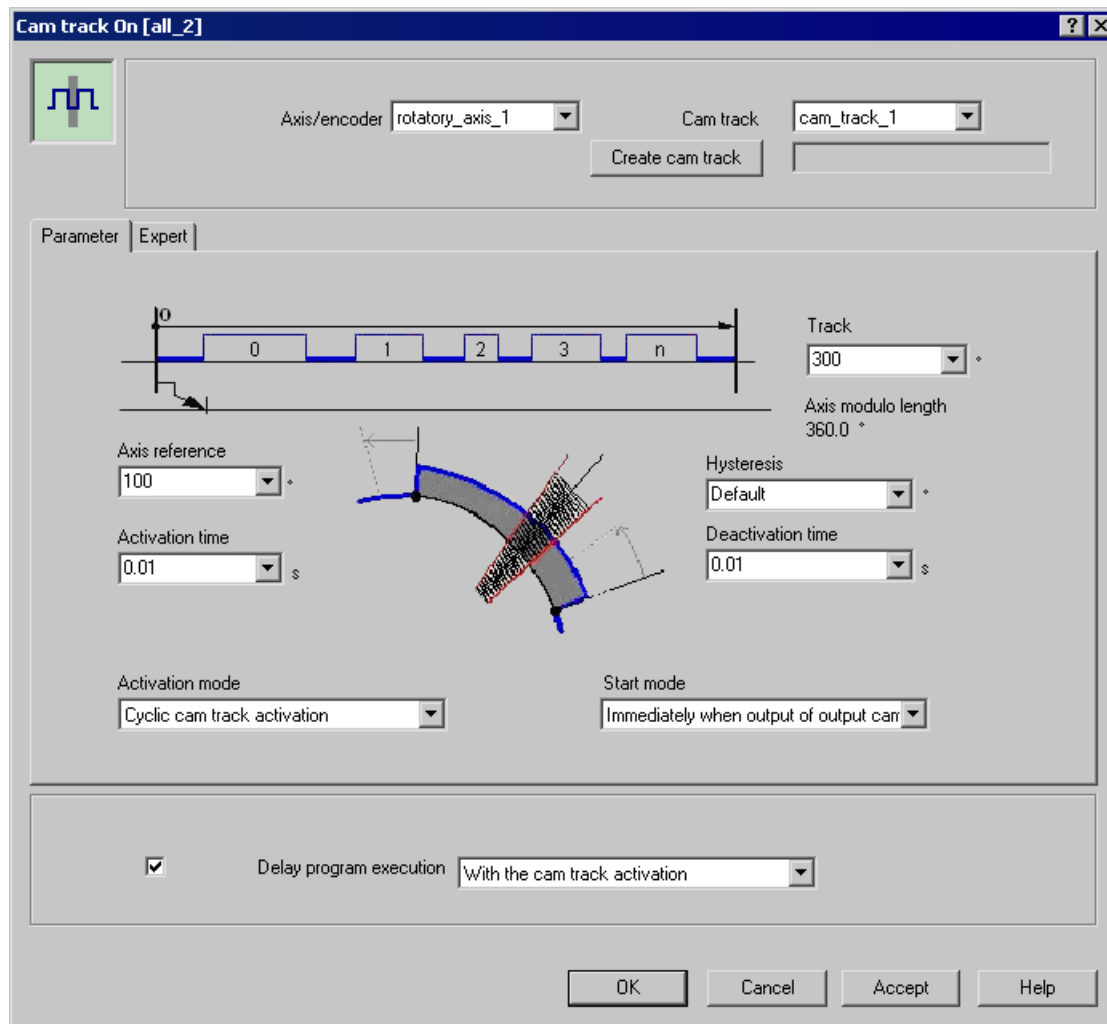 Cam track On [all_2]
Axis/encoder rotatory_axis_1 Cam track cam_track_1
Create cam track
Parameter Expert
0
0 1 2 3 n
Track
300 °
Axis modulo length
360.0 °
Axis reference
100 °
Hysteresis
Default °
Activation time
0.01 s
Deactivation time
0.01 s
Activation mode
Cyclic cam track activation
Start mode
Immediately when output of output cam
Delay program execution With the cam track activation
OK Cancel Accept Help